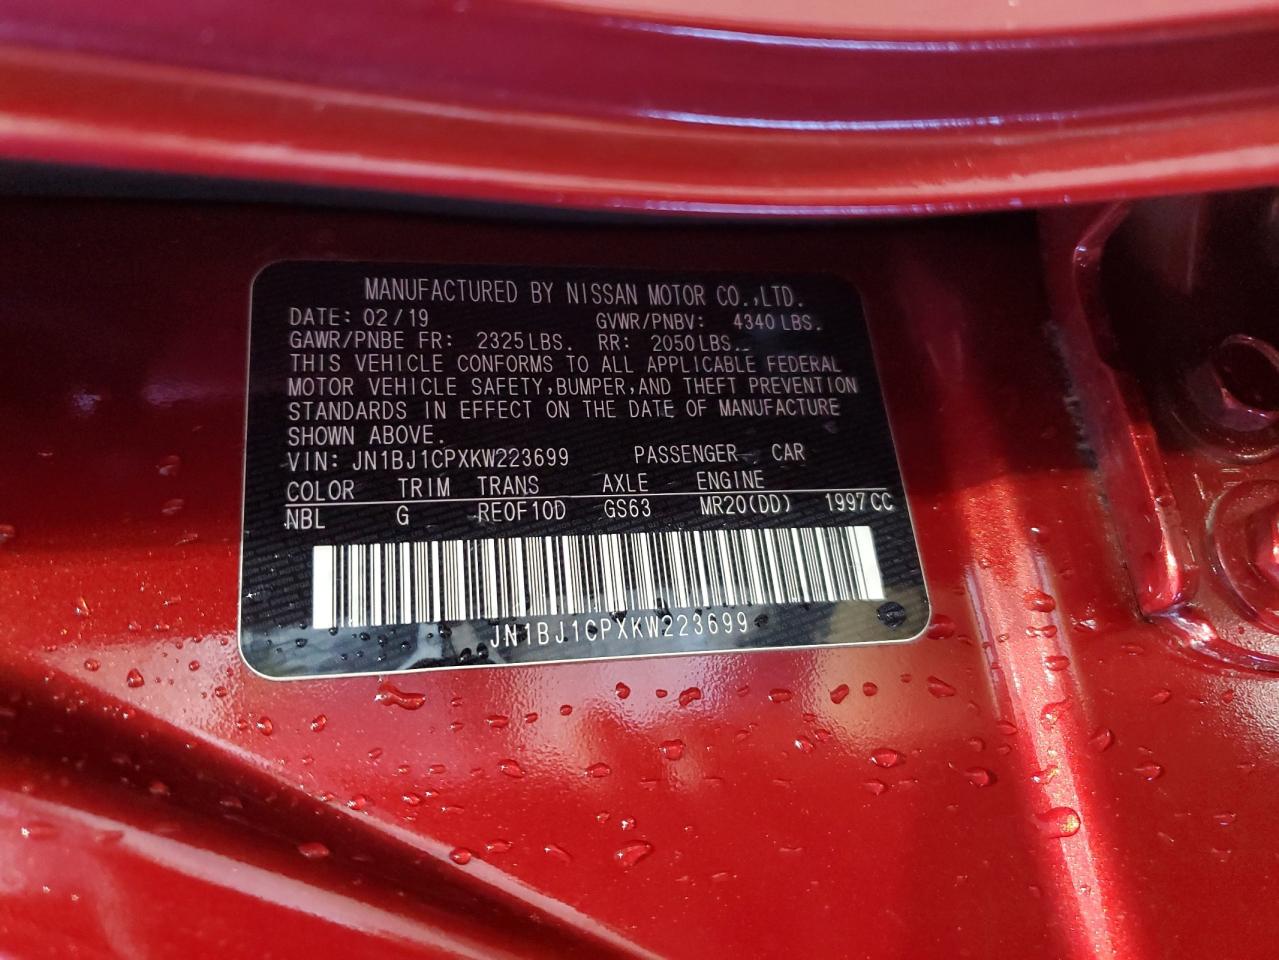 MANUFACTURED BY NISSAN MOTOR CO.,LTD.
DATE: 02/19 GVWR/PNBV: 4340 LBS.
GAWR/PNBE FR: 2325 LBS. RR: 2050 LBS.
THIS VEHICLE CONFORMS TO ALL APPLICABLE FEDERAL
MOTOR VEHICLE SAFETY,BUMPER,AND THEFT PREVENTION
STANDARDS IN EFFECT ON THE DATE OF MANUFACTURE
SHOWN ABOVE.
VIN: JN1BJ1CPXKW223699 PASSENGER CAR
COLOR TRIM TRANS AXLE ENGINE
NBL G RE0F10D GS63 MR20(DD) 1997 CC
JN1BJ1CPXKW223699